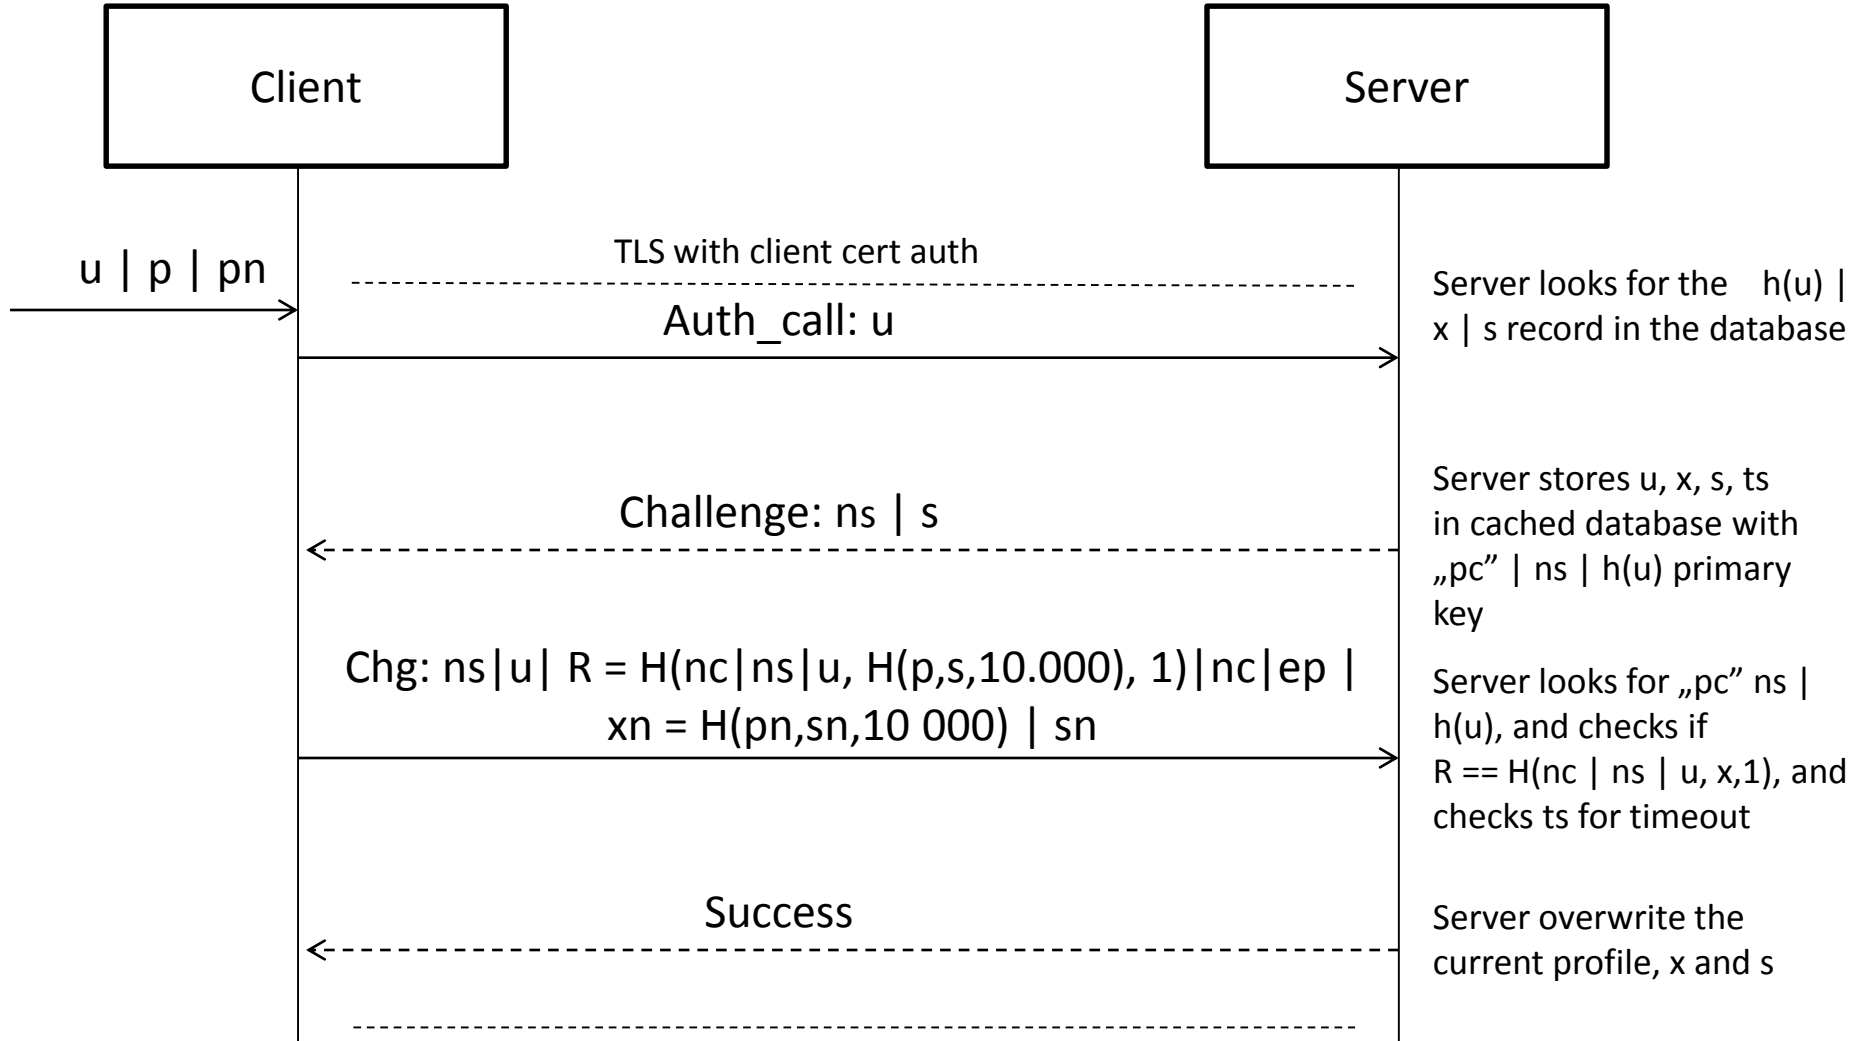 Client
Server
u | p | pn
TLS with client cert auth
Auth_call: u
Server looks for the h(u) |
x | s record in the database
Challenge: ns | s
Server stores u, x, s, ts
in cached database with
„pc” | ns | h(u) primary
key
Chg: ns|u| R = H(nc|ns|u, H(p,s,10.000), 1)|nc|ep |
xn = H(pn,sn,10 000) | sn
Server looks for „pc” ns |
h(u), and checks if
R == H(nc | ns | u, x,1), and
checks ts for timeout
Success
Server overwrite the
current profile, x and s